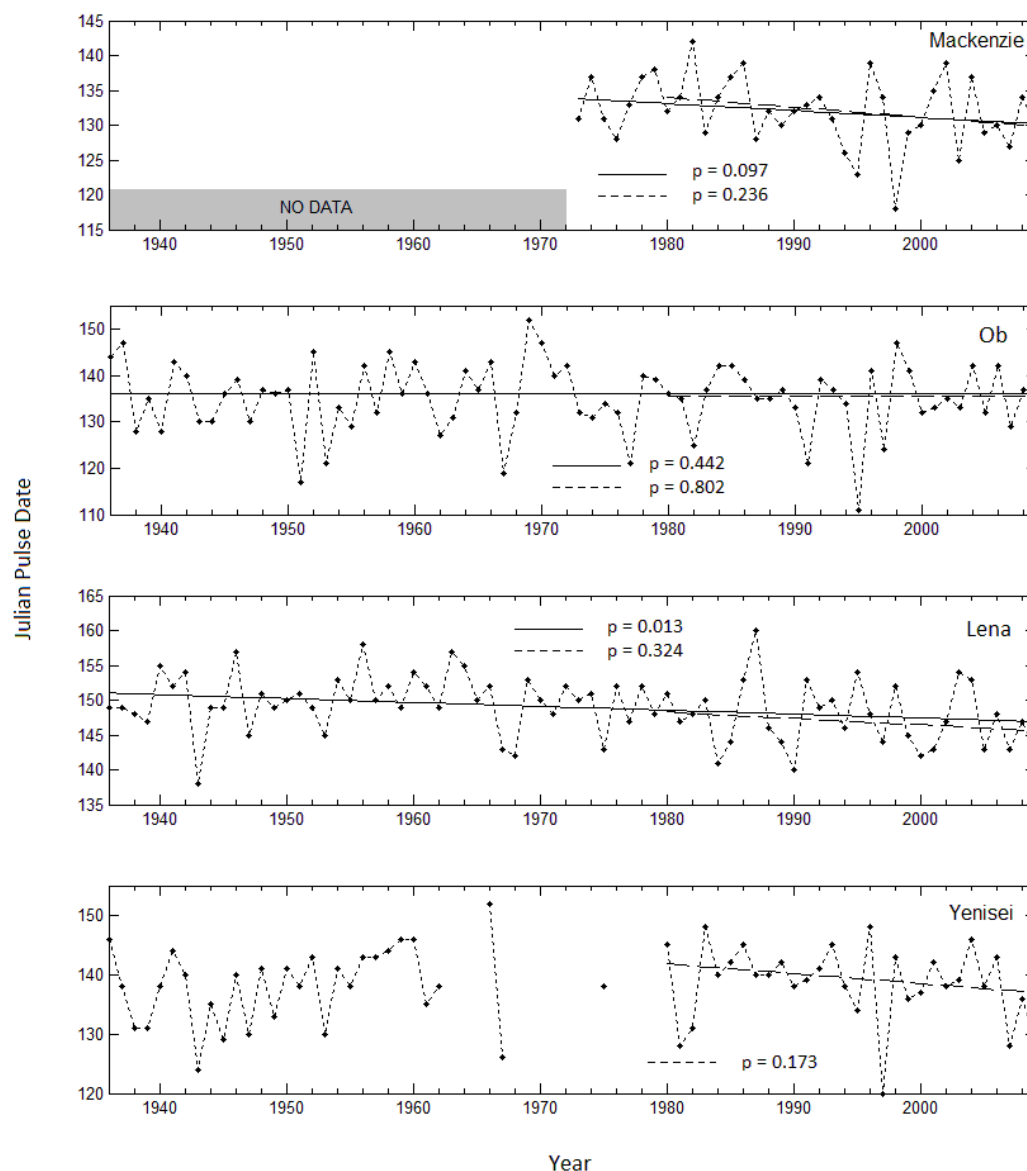 Julian Pulse Date
Mackenzie
145
140
135
130
125
120
115
p = 0.097
p = 0.236
NO DATA
1940 1950 1960 1970 1980 1990 2000
Ob
150
140
130
120
110
p = 0.442
p = 0.802
1940 1950 1960 1970 1980 1990 2000
Lena
165
160
155
150
145
140
135
p = 0.013
p = 0.324
1940 1950 1960 1970 1980 1990 2000
Yenisei
150
140
130
120
p = 0.173
1940 1950 1960 1970 1980 1990 2000
Year